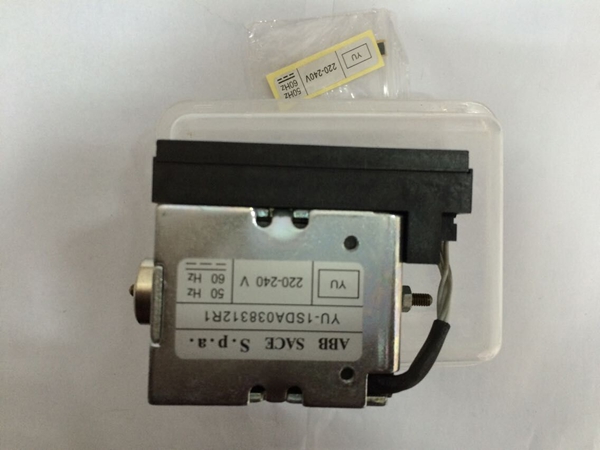 ABB SACE S.p.a.
YU-1SDA038312R1
YU 220-240 V 50 Hz
60 Hz
YU 220-240V 50Hz
60Hz